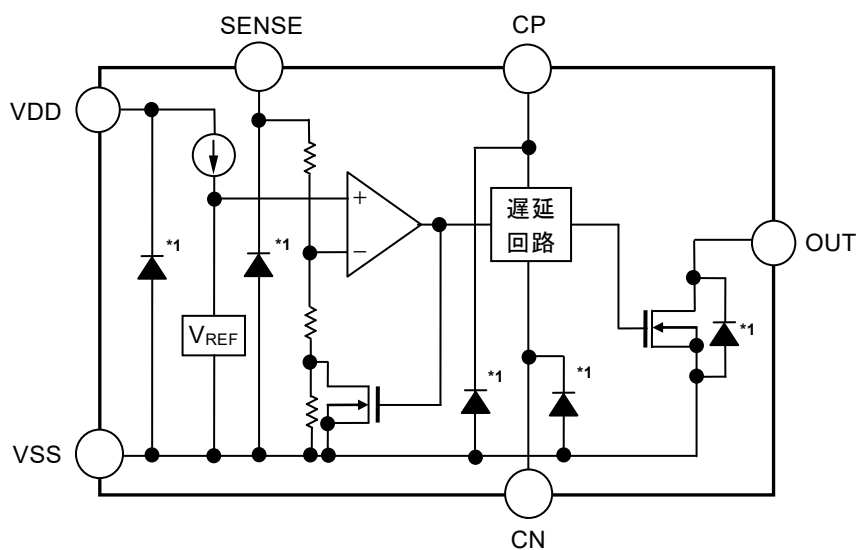 SENSE
CP
VDD
*1
*1
+
−
遅延
回路
OUT
VREF
*1
*1
*1
VSS
CN